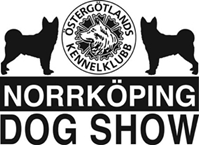 ÖSTERGÖTLANDS
KENNELKLUBB
NORRKÖPING
DOG SHOW